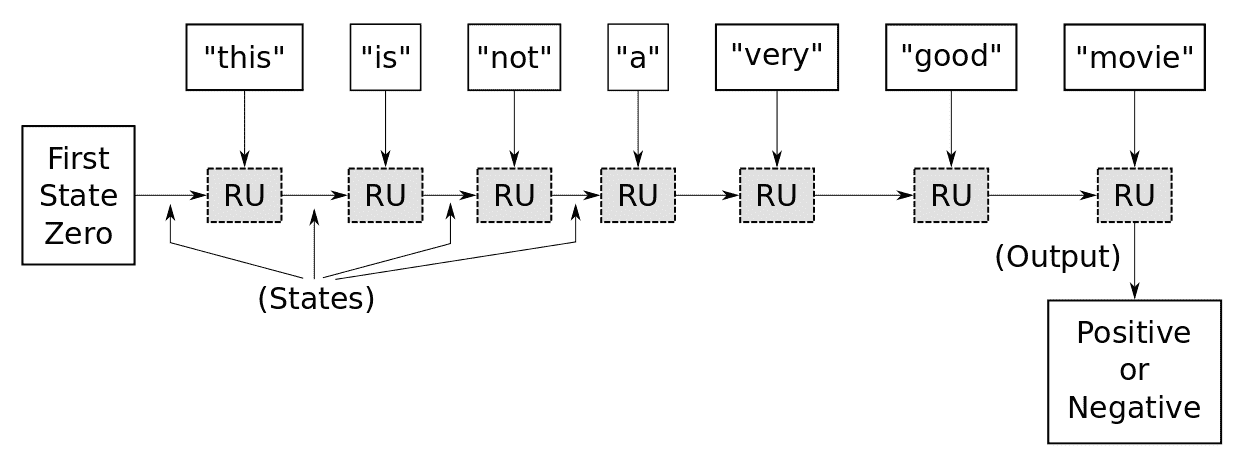 "this" "is" "not" "a" "very" "good" "movie"
First
State
Zero
RU RU RU RU RU RU RU
(States)
(Output)
Positive
or
Negative